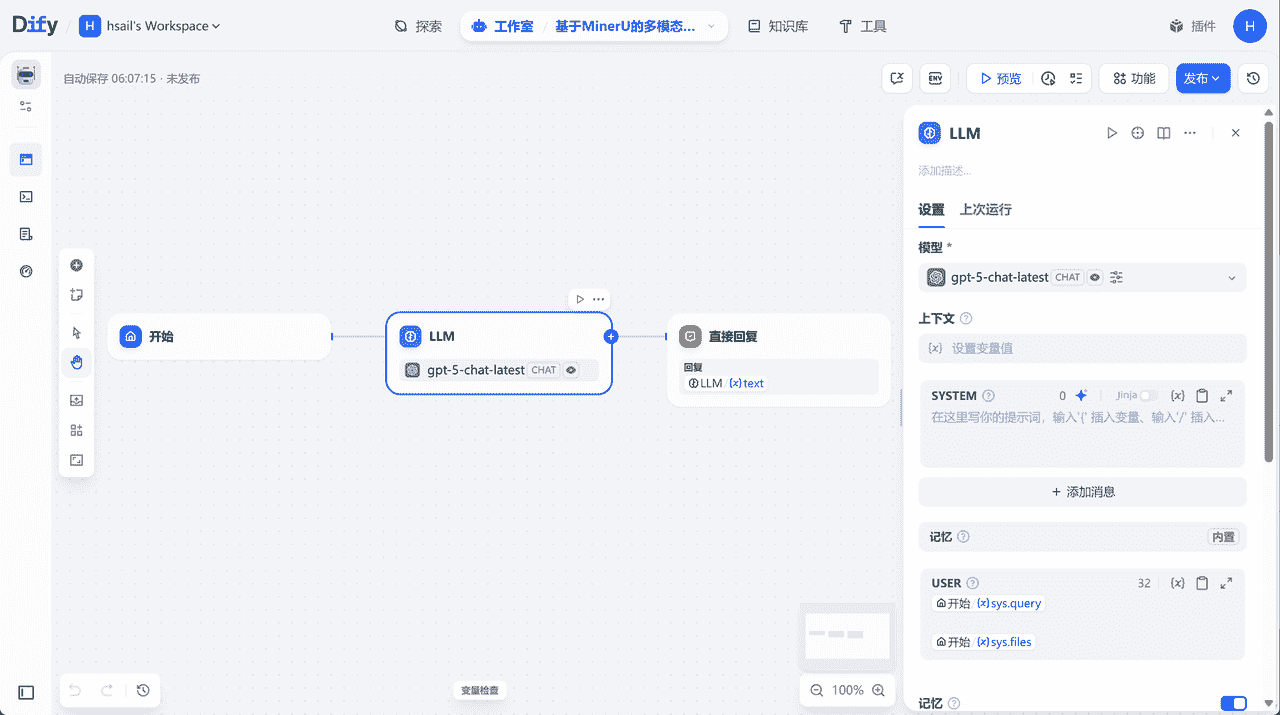 Dify / H hsail's Workspace 探索 工作室 / 基于MinerU的多模态... 知识库 工具 插件 H
自动保存 06:07:15 · 未发布
ENV 预览 功能 发布
开始
LLM
gpt-5-chat-latest CHAT
直接回复
回复
LLM / {x} text
变量检查
100%
LLM
添加描述...
设置 上次运行
模型 *
gpt-5-chat-latest CHAT
上下文
{x} 设置变量值
SYSTEM 0 Jinja {x}
在这里写你的提示词，输入'{' 插入变量、输入'/' 插入...
+ 添加消息
记忆 内置
USER 32 {x}
开始 / {x} sys.query
开始 / {x} sys.files
记忆